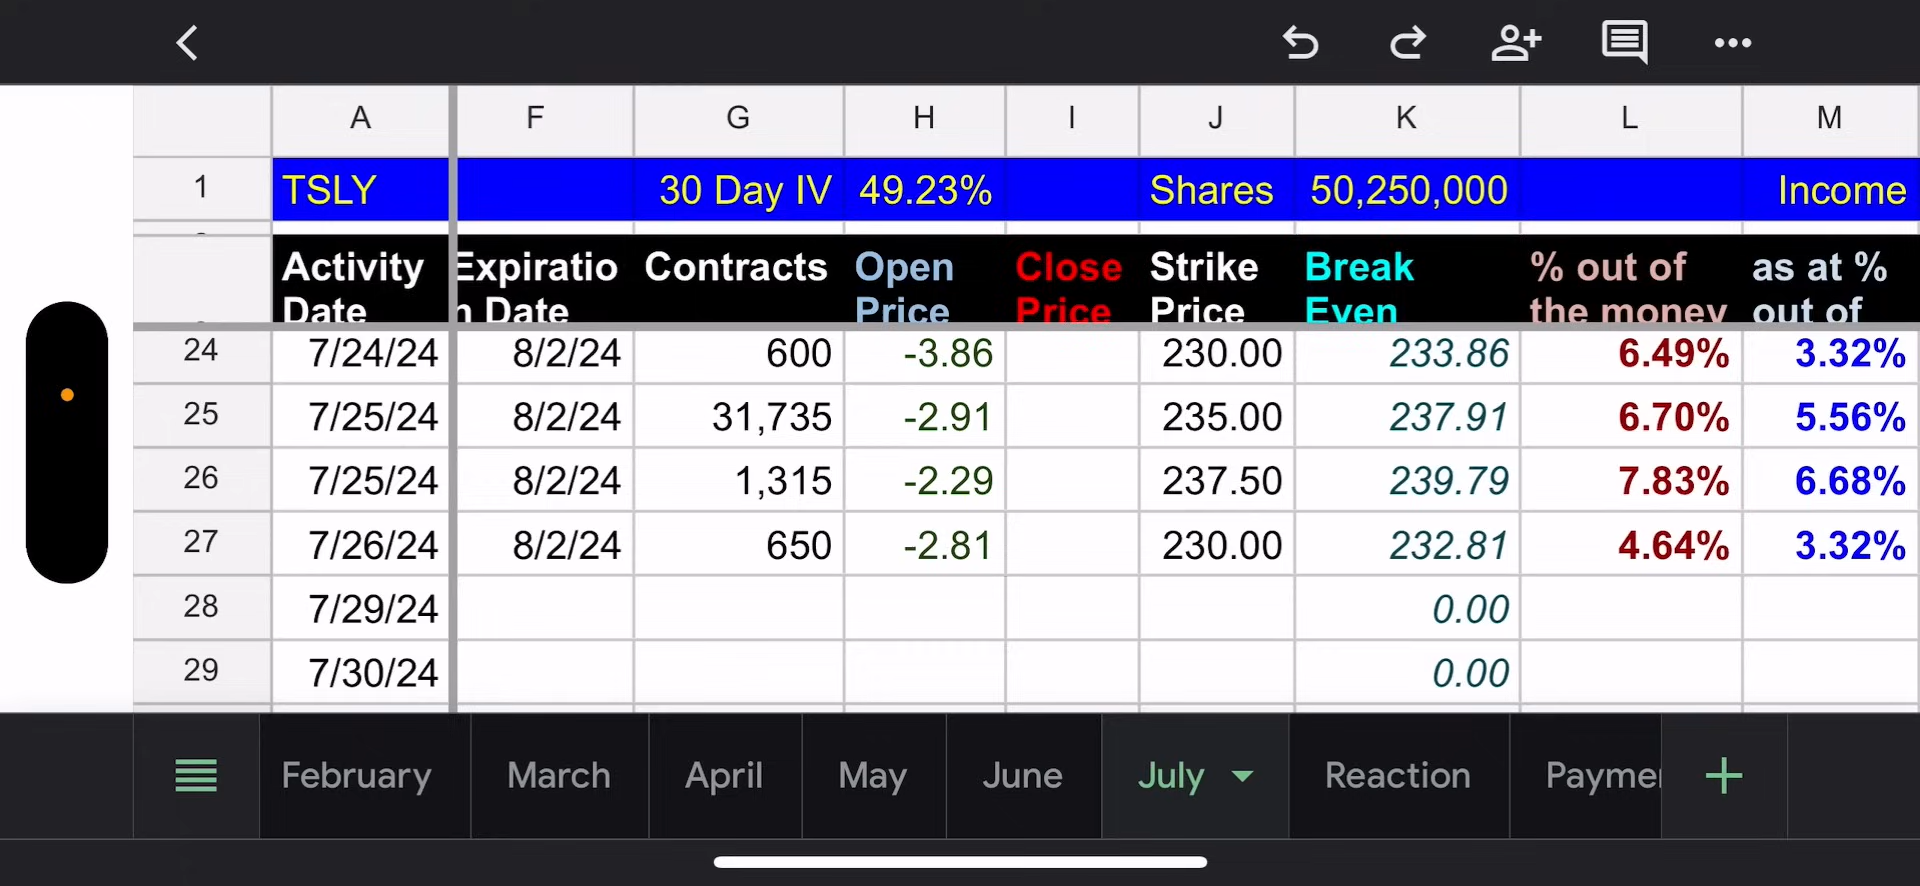 A F G H I J K L M
1 TSLY 30 Day IV 49.23% Shares 50,250,000 Income
Activity Expiratio Contracts Open Close Strike Break % out of as at %
Date n Date Price Price Price Even the money out of
24 7/24/24 8/2/24 600 -3.86 230.00 233.86 6.49% 3.32%
25 7/25/24 8/2/24 31,735 -2.91 235.00 237.91 6.70% 5.56%
26 7/25/24 8/2/24 1,315 -2.29 237.50 239.79 7.83% 6.68%
27 7/26/24 8/2/24 650 -2.81 230.00 232.81 4.64% 3.32%
28 7/29/24 0.00
29 7/30/24 0.00
February March April May June July Reaction Paymer